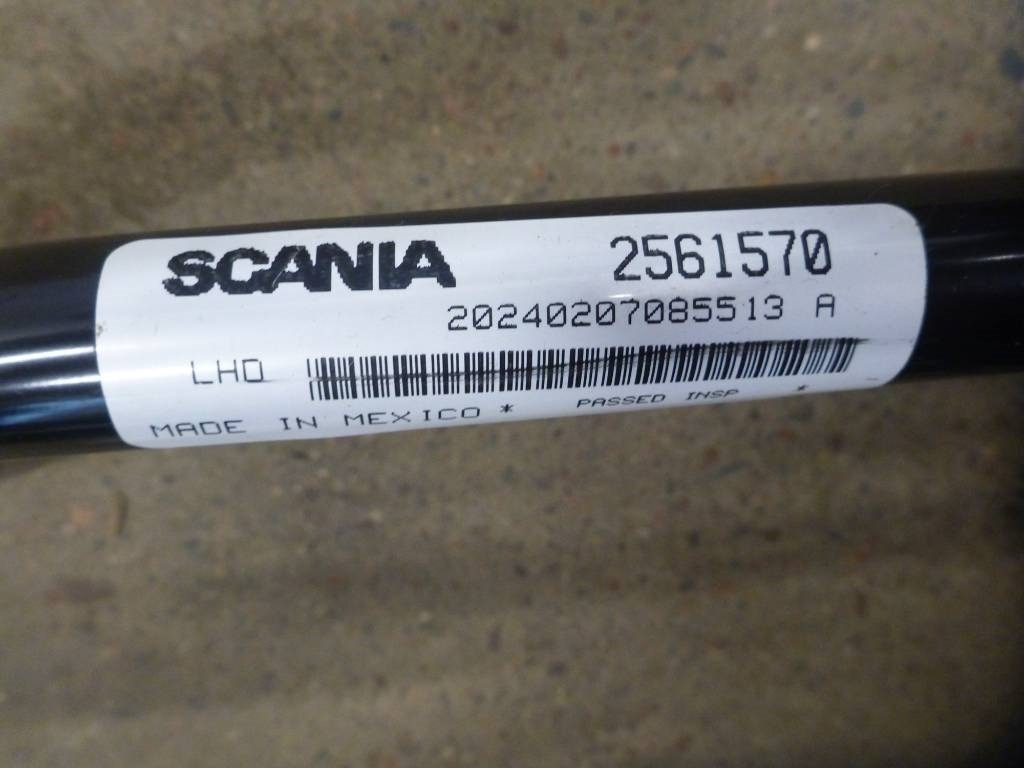 SCANIA 2561570
20240207085513 A
LHD
MADE IN MEXICO * PASSED INSP *